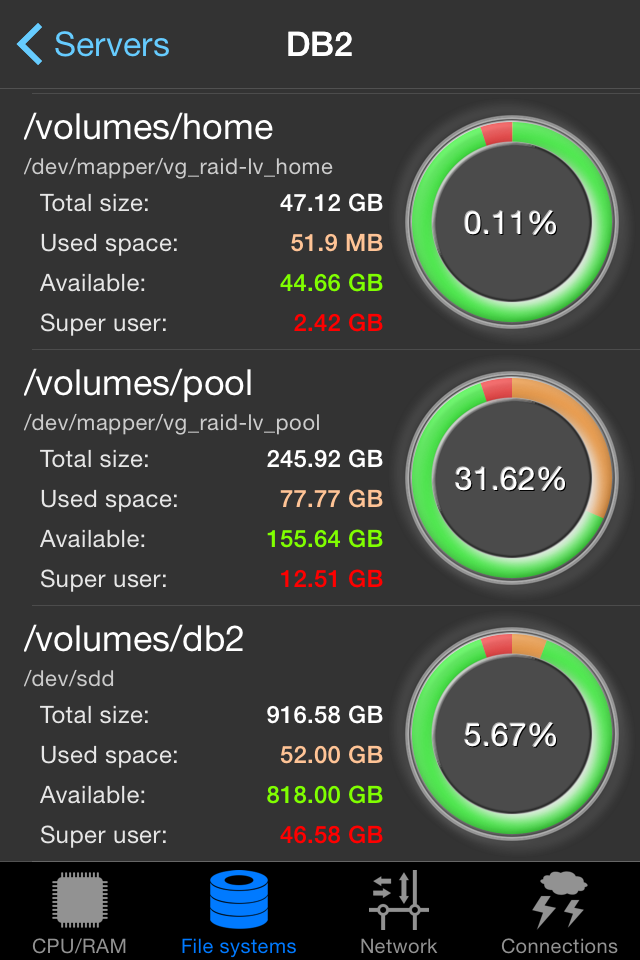 Servers
DB2
/volumes/home
/dev/mapper/vg_raid-lv_home
Total size: 47.12 GB
Used space: 51.9 MB
Available: 44.66 GB
Super user: 2.42 GB
0.11%
/volumes/pool
/dev/mapper/vg_raid-lv_pool
Total size: 245.92 GB
Used space: 77.77 GB
Available: 155.64 GB
Super user: 12.51 GB
31.62%
/volumes/db2
/dev/sdd
Total size: 916.58 GB
Used space: 52.00 GB
Available: 818.00 GB
Super user: 46.58 GB
5.67%
CPU/RAM
File systems
Network
Connections